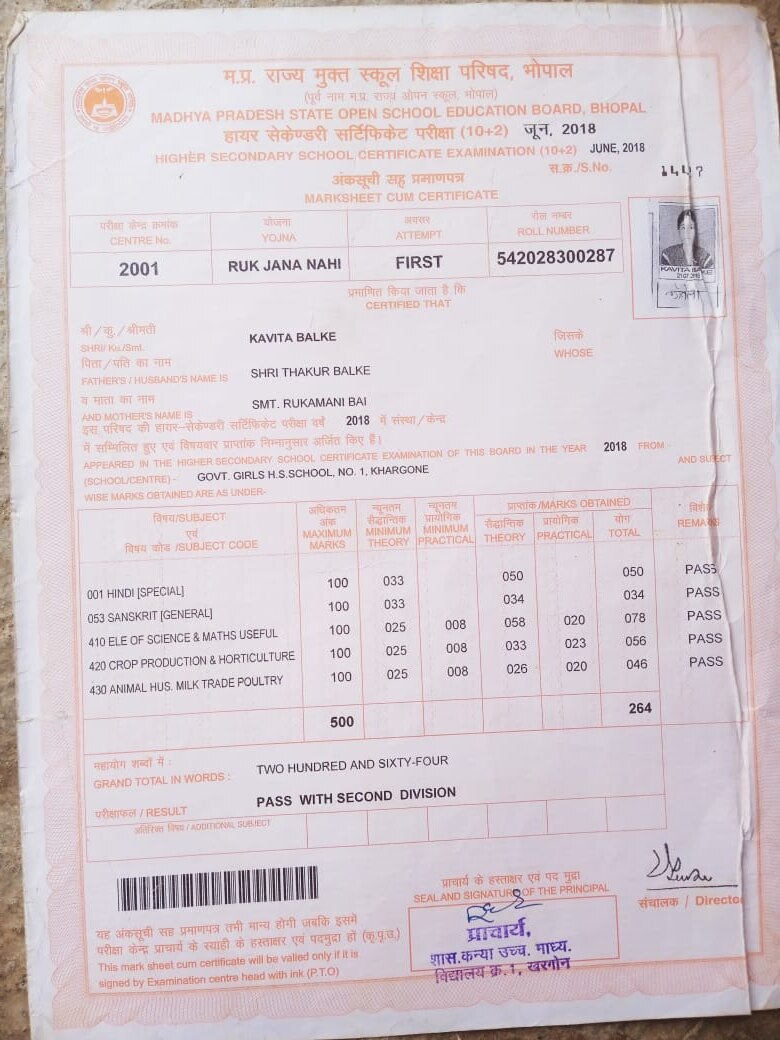 म.प्र. राज्य मुक्त स्कूल शिक्षा परिषद, भोपाल
(पूर्व नाम म.प्र. राज्य ओपन स्कूल, भोपाल)
MADHYA PRADESH STATE OPEN SCHOOL EDUCATION BOARD, BHOPAL
हायर सेकेण्डरी सर्टिफिकेट परीक्षा (10+2) जून, 2018
HIGHER SECONDARY SCHOOL CERTIFICATE EXAMINATION (10+2) JUNE, 2018
स.क्र./S.No.
अंकसूची सह प्रमाणपत्र
MARKSHEET CUM CERTIFICATE
परीक्षा केन्द्र क्रमांक योजना अवसर रोल नम्बर
CENTRE No. YOJNA ATTEMPT ROLL NUMBER
2001 RUK JANA NAHI FIRST 542028300287
KAVITA BALKE
प्रमाणित किया जाता है कि
CERTIFIED THAT
श्री/कु./श्रीमती KAVITA BALKE जिसके
SHRI/ Ku./Smt. WHOSE
पिता/पति का नाम
FATHER'S / HUSBAND'S NAME IS SHRI THAKUR BALKE
व माता का नाम
AND MOTHER'S NAME IS SMT. RUKAMANI BAI
इस परिषद की हायर-सेकेण्डरी सर्टिफिकेट परीक्षा वर्ष 2018 में संस्था/केन्द्र
में सम्मिलित हुए एवं विषयवार प्राप्तांक निम्नानुसार अर्जित किए हैं।
APPEARED IN THE HIGHER SECONDARY SCHOOL CERTIFICATE EXAMINATION OF THIS BOARD IN THE YEAR 2018 FROM-
(SCHOOL/CENTRE) - GOVT. GIRLS H.S.SCHOOL, NO. 1, KHARGONE AND
WISE MARKS OBTAINED ARE AS UNDER-
विषय/SUBJECT
एवं
विषय कोड /SUBJECT CODE
अधिकतम
अंक
MAXIMUM
MARKS
न्यूनतम
सैद्धान्तिक
MINIMUM
THEORY
न्यूनतम
प्रायोगिक
MINIMUM
PRACTICAL
प्राप्तांक/MARKS OBTAINED
सैद्धान्तिक
THEORY
प्रायोगिक
PRACTICAL
योग
TOTAL
REMARKS
001 HINDI [SPECIAL] 100 033 050 050 PASS
053 SANSKRIT [GENERAL] 100 033 034 034 PASS
410 ELE OF SCIENCE & MATHS USEFUL 100 025 008 058 020 078 PASS
420 CROP PRODUCTION & HORTICULTURE 100 025 008 033 023 056 PASS
430 ANIMAL HUS. MILK TRADE POULTRY 100 025 008 026 020 046 PASS
500 264
महायोग शब्दों में :
GRAND TOTAL IN WORDS : TWO HUNDRED AND SIXTY-FOUR
परीक्षाफल / RESULT PASS WITH SECOND DIVISION
अतिरिक्त विषय / ADDITIONAL SUBJECT
प्राचार्य के हस्ताक्षर एवं पद मुद्रा
SEAL AND SIGNATURE OF THE PRINCIPAL
संचालक / Director
प्राचार्य,
शास.कन्या उच्च. माध्य.
विद्यालय क्र.1, खरगोन
यह अंकसूची सह प्रमाणपत्र तभी मान्य होगी जबकि इसमे
परीक्षा केन्द्र प्राचार्य के स्याही के हस्ताक्षर एवं पदमुद्रा हों (कृ.पृ.उ.)
This mark sheet cum certificate will be valied only if it is
signed by Examination centre head with ink (P.T.O)